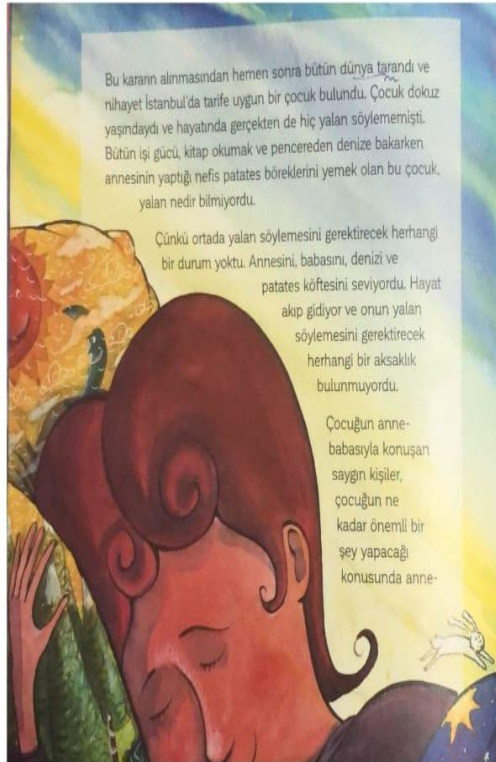 Bu kararın alınmasından hemen sonra bütün dünya tarandı ve
nihayet İstanbul'da tarife uygun bir çocuk bulundu. Çocuk dokuz
yaşındaydı ve hayatında gerçekten de hiç yalan söylememişti.
Bütün işi gücü, kitap okumak ve pencereden denize bakarken
annesinin yaptığı nefis patates böreklerini yemek olan bu çocuk,
yalan nedir bilmiyordu.
Çünkü ortada yalan söylemesini gerektirecek herhangi
bir durum yoktu. Annesini, babasını, denizi ve
patates köftesini seviyordu. Hayat
akıp gidiyor ve onun yalan
söylemesini gerektirecek
herhangi bir aksaklık
bulunmuyordu.
Çocuğun anne-
babasıyla konuşan
saygın kişiler,
çocuğun ne
kadar önemli bir
şey yapacağı
konusunda anne-